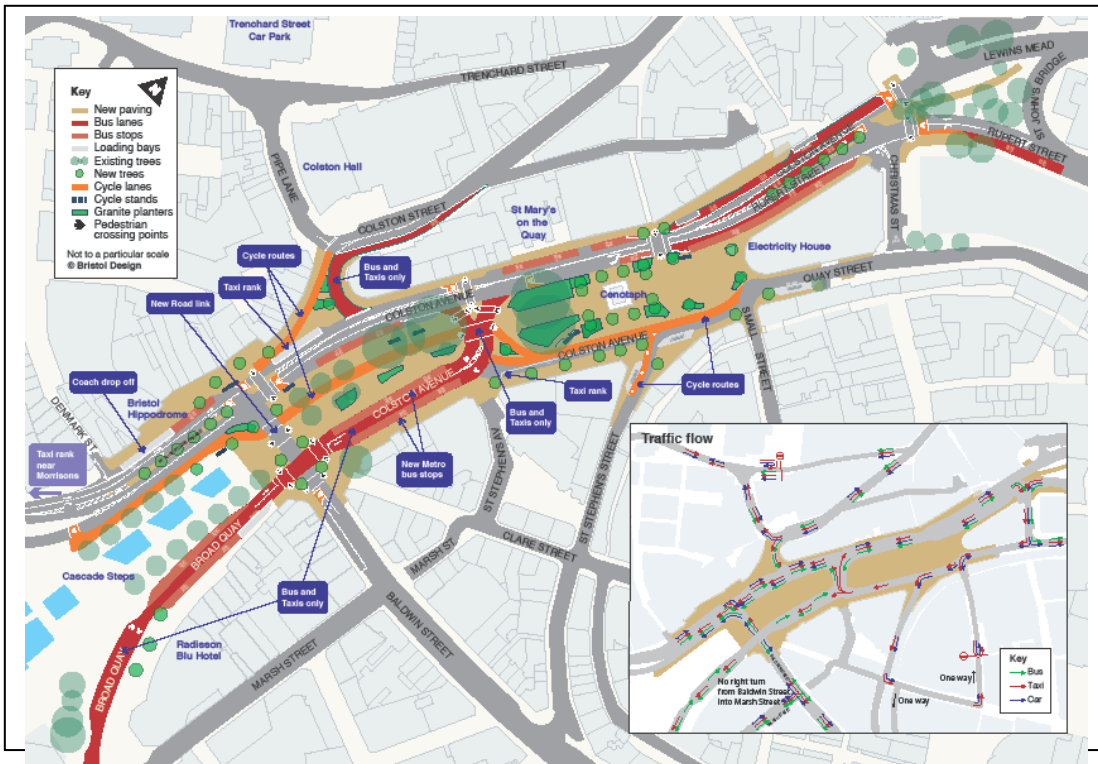 Trenchard Street
Car Park
TRENCHARD STREET
LEWINS MEAD
ST JOHN'S BRIDGE
Key
New paving
Bus lanes
Bus stops
Loading bays
Existing trees
New trees
Cycle lanes
Cycle stands
Granite planters
Pedestrian
crossing points
Not to a particular scale
© Bristol Design
PIPE LANE
Colston Hall
COLSTON STREET
St Mary's
on the
Quay
COLSTON AVENUE
RUPERT STREET
RUPERT STREET
CHRISTMAS ST
Electricity House
QUAY STREET
Cycle routes
Bus and
Taxis only
Taxi rank
New Road link
COLSTON AVENUE
Cenotaph
COLSTON AVENUE
SMALL STREET
Coach drop off
Bristol
Hippodrome
DENMARK ST
COLSTON AVENUE
Taxi rank
Cycle routes
Bus and
Taxis only
Taxi rank
near
Morrisons
New Metro
bus stops
ST STEPHENS AV
ST STEPHEN'S STREET
BROAD QUAY
MARSH ST
CLARE STREET
Cascade Steps
Bus and
Taxis only
BALDWIN STREET
Radisson
Blu Hotel
MARSH STREET
BROAD QUAY
Traffic flow
No right turn
from Baldwin Street
into Marsh Street
One way
One way
Key
Bus
Taxi
Car